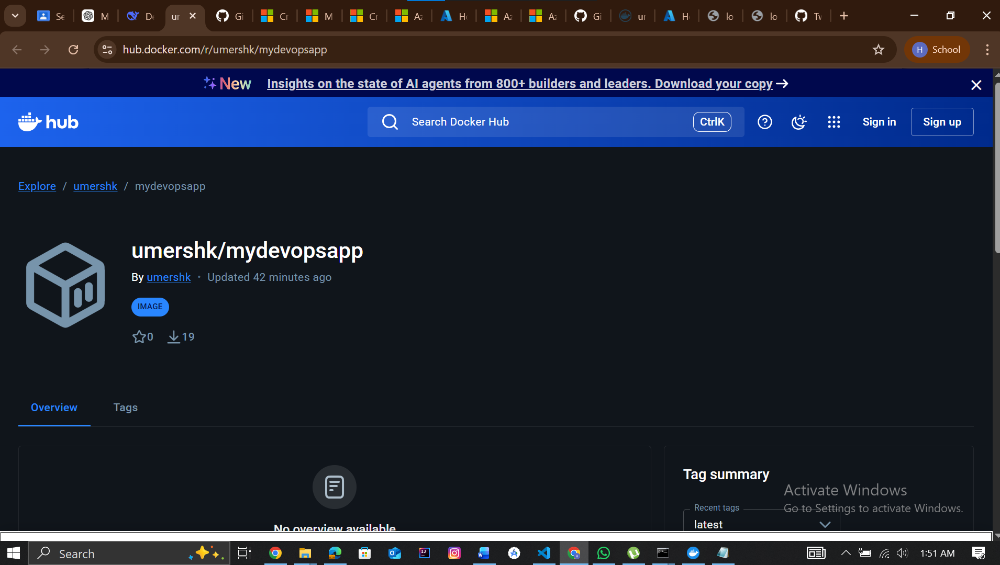 Se
M
De
ur
Gi
Cr
M
Cr
Az
Ho
Az
Az
Gi
ur
H
lo
lo
Tv
hub.docker.com/r/umershk/mydevopsapp
H School
New Insights on the state of AI agents from 800+ builders and leaders. Download your copy →
hub
Search Docker Hub
CtrlK
Sign in
Sign up
Explore / umershk / mydevopsapp
umershk/mydevopsapp
By umershk • Updated 42 minutes ago
IMAGE
0
19
Overview
Tags
No overview available
Tag summary
Recent tags
latest
Activate Windows
Go to Settings to activate Windows.
Search
1:51 AM